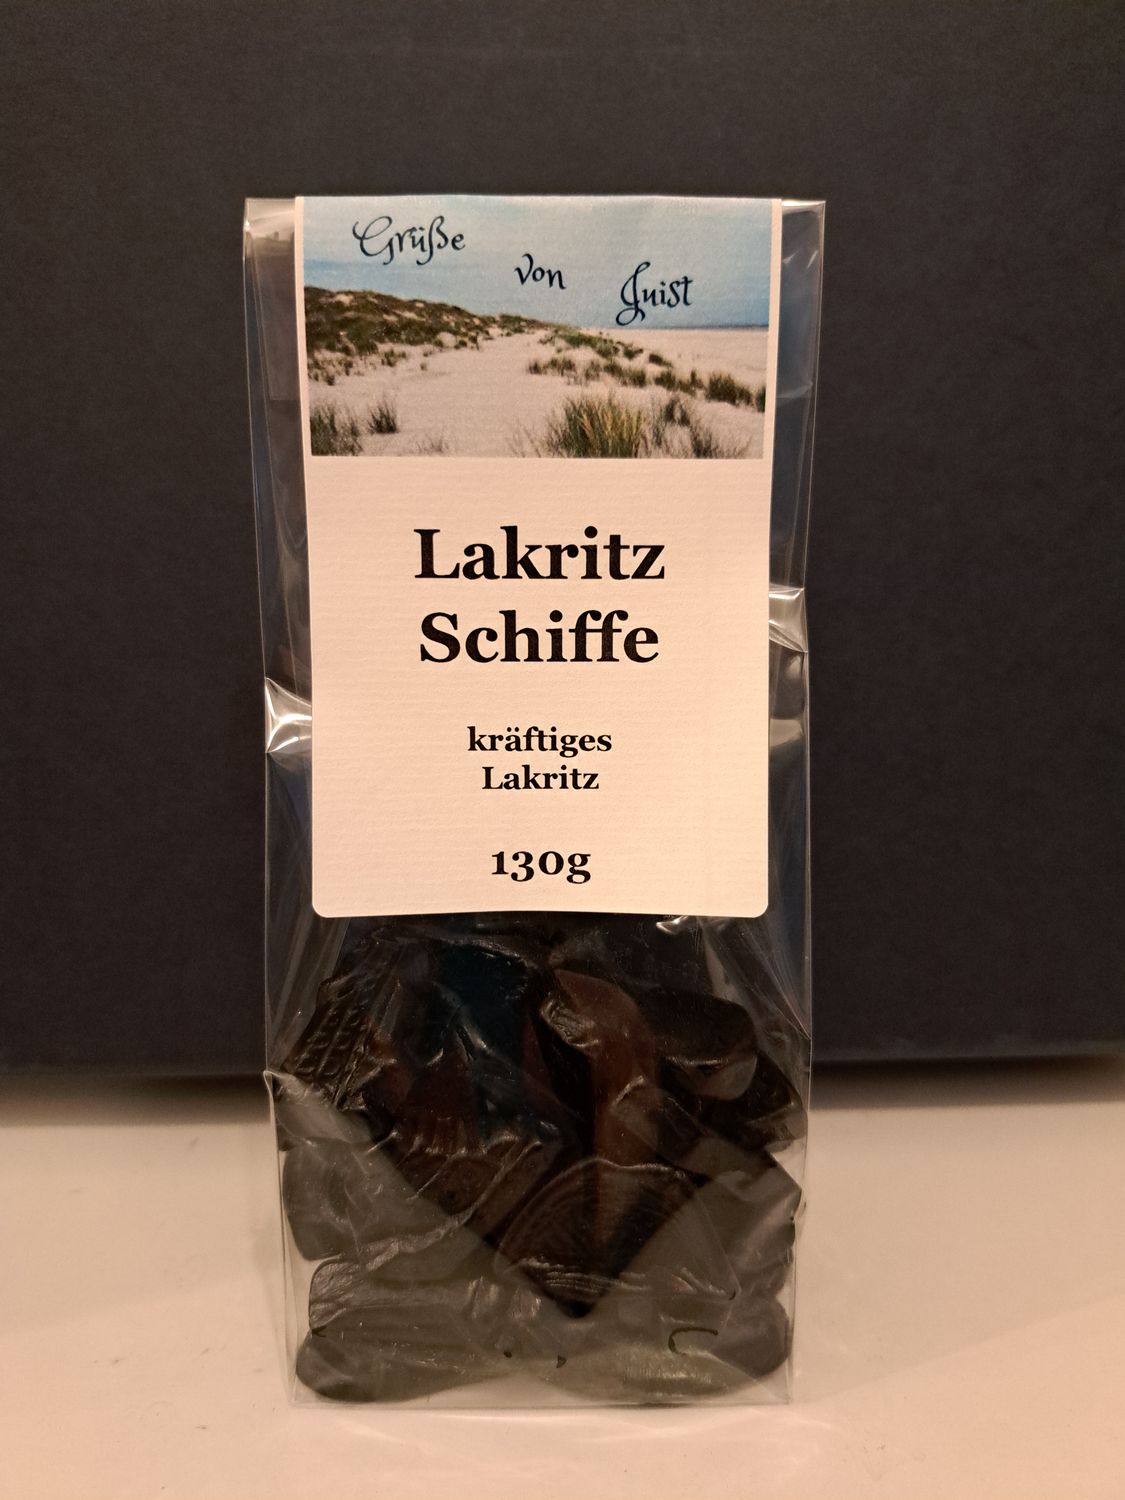 Grüße von Juist
Lakritz
Schiffe
kräftiges
Lakritz
130g